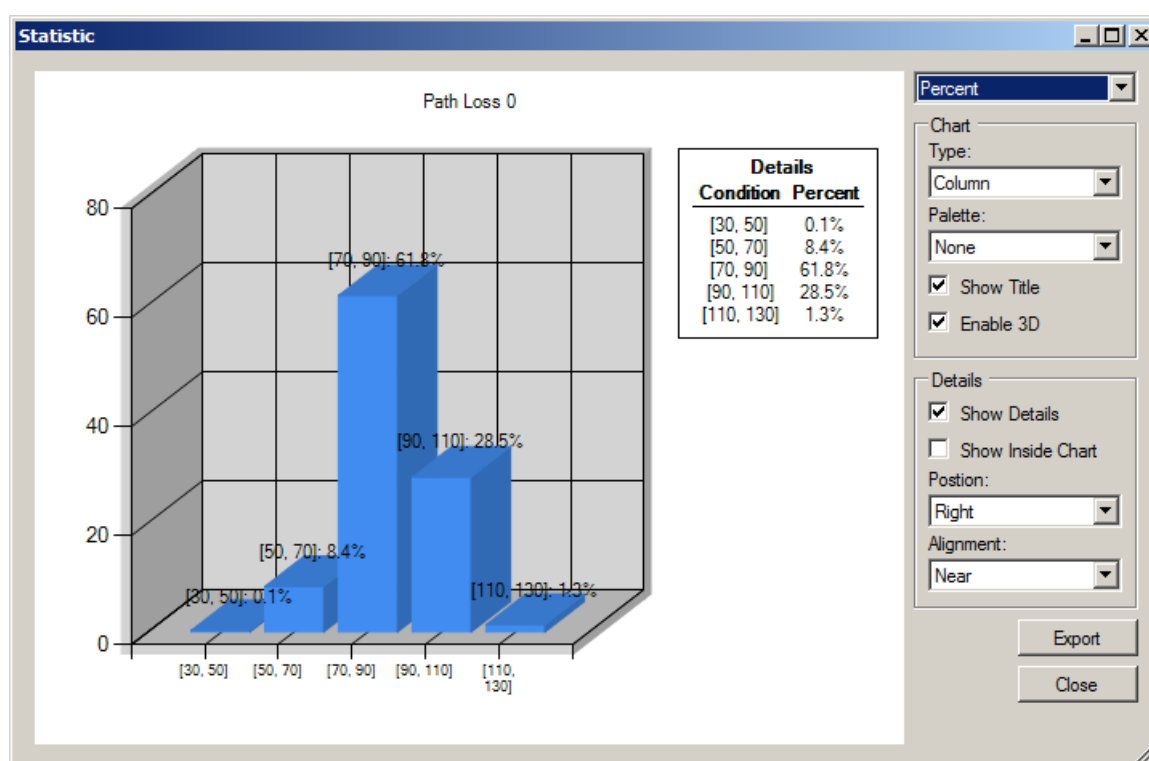 Statistic
Path Loss 0
80
60
40
20
0
[70, 90]: 61.8%
[90, 110]: 28.5%
[50, 70]: 8.4%
[30, 50]: 0.1%
[110, 130]: 1.3%
[30, 50]
[50, 70]
[70, 90]
[90, 110]
[110,
130]
Details
Condition Percent
[30, 50] 0.1%
[50, 70] 8.4%
[70, 90] 61.8%
[90, 110] 28.5%
[110, 130] 1.3%
Percent
Chart
Type:
Column
Palette:
None
Show Title
Enable 3D
Details
Show Details
Show Inside Chart
Postion:
Right
Alignment:
Near
Export
Close